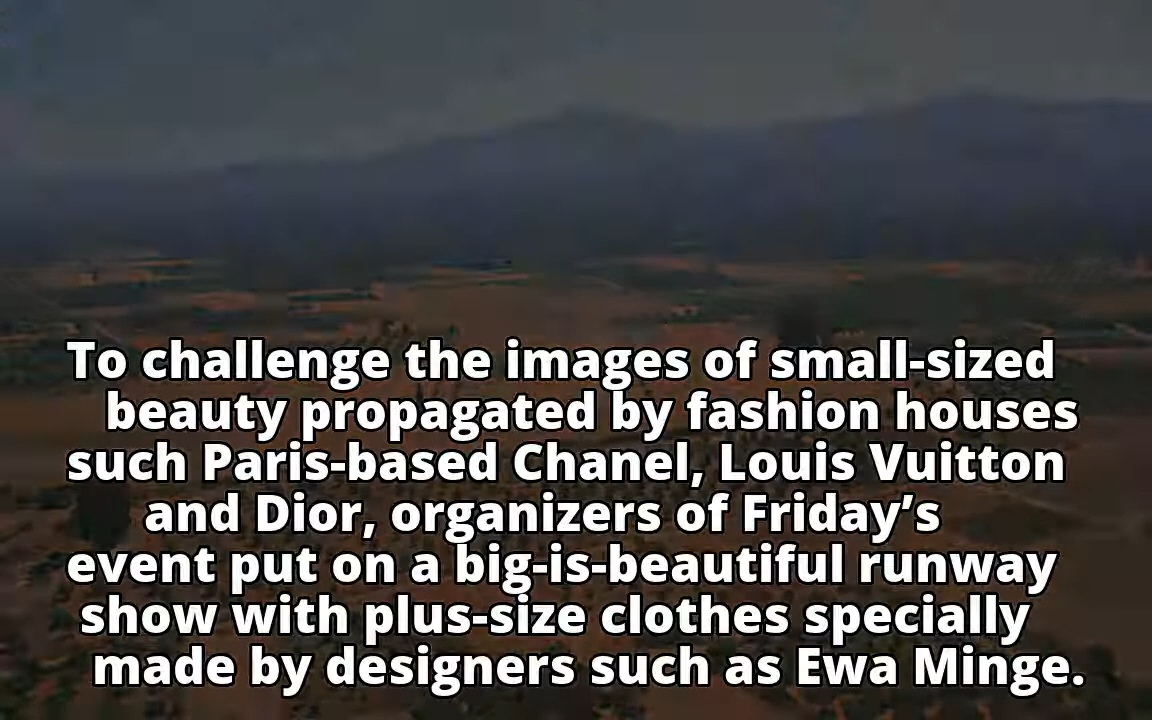 To challenge the images of small-sized
beauty propagated by fashion houses
such Paris-based Chanel, Louis Vuitton
and Dior, organizers of Friday’s
event put on a big-is-beautiful runway
show with plus-size clothes specially
made by designers such as Ewa Minge.